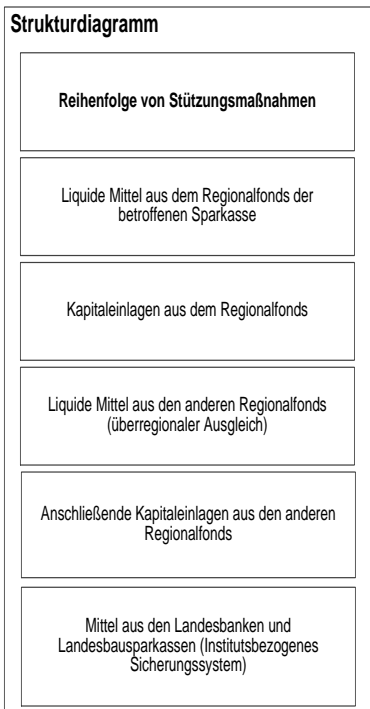 Strukturdiagramm
Reihenfolge von Stützungsmaßnahmen
Liquide Mittel aus dem Regionalfonds der
betroffenen Sparkasse
Kapitaleinlagen aus dem Regionalfonds
Liquide Mittel aus den anderen Regionalfonds
(überregionaler Ausgleich)
Anschließende Kapitaleinlagen aus den anderen
Regionalfonds
Mittel aus den Landesbanken und
Landesbausparkassen (Institutsbezogenes
Sicherungssystem)